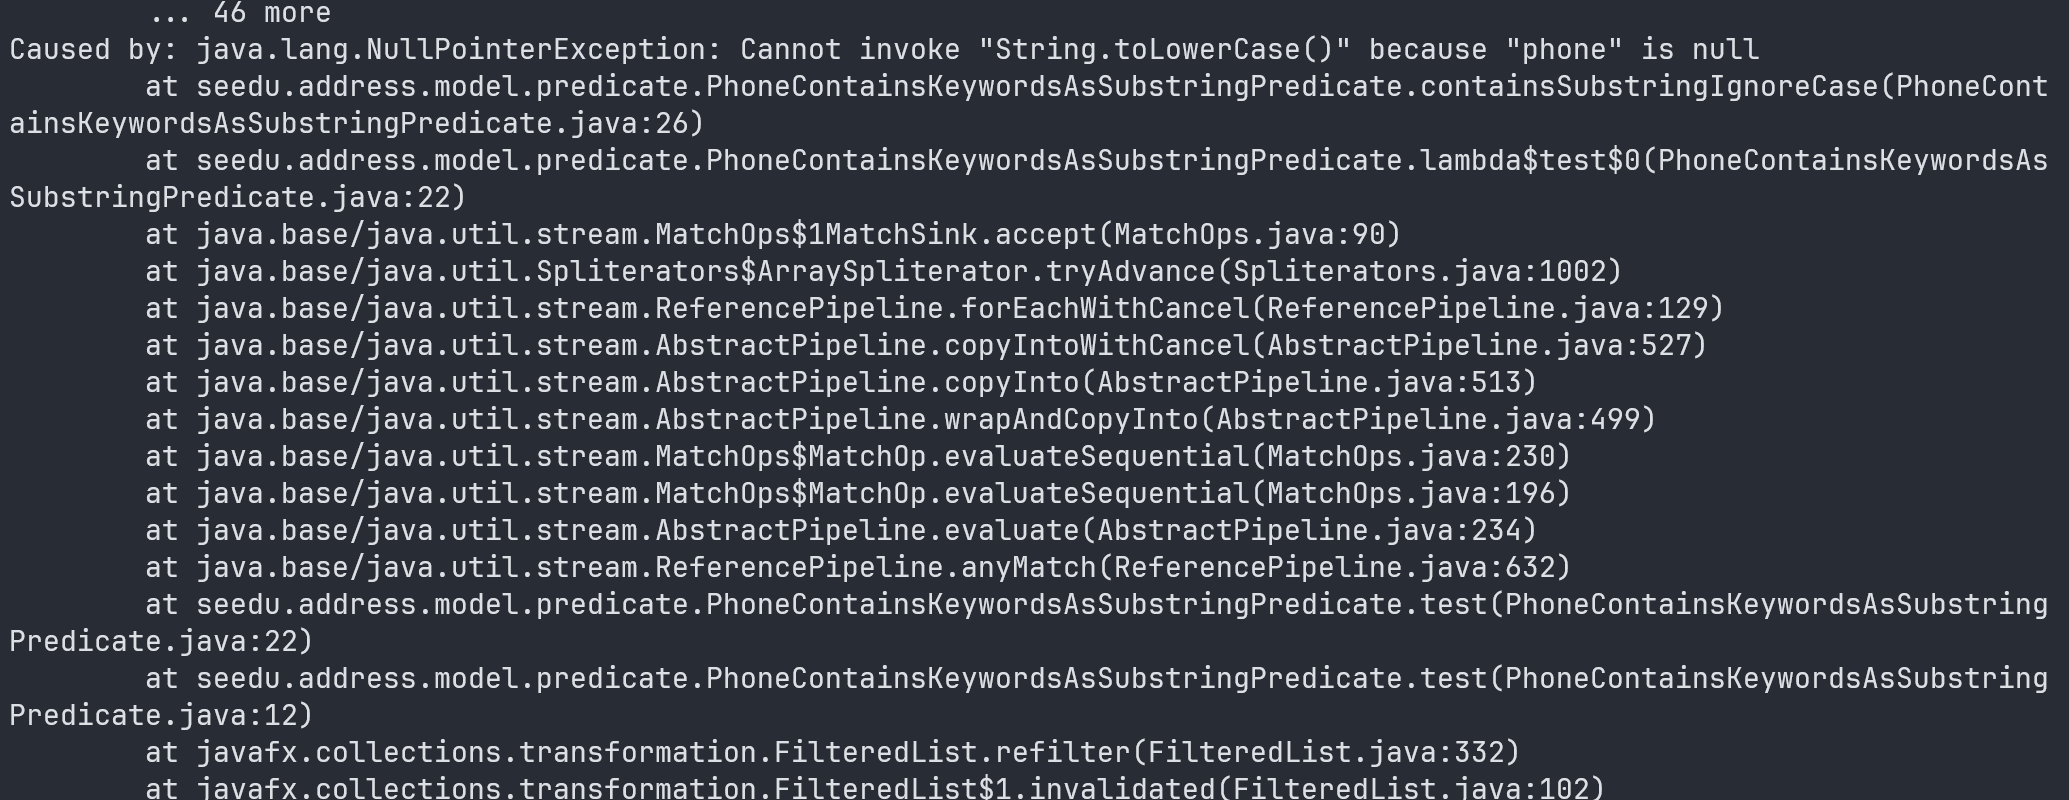 ... 46 more
Caused by: java.lang.NullPointerException: Cannot invoke "String.toLowerCase()" because "phone" is null
at seedu.address.model.predicate.PhoneContainsKeywordsAsSubstringPredicate.containsSubstringIgnoreCase(PhoneCont
ainsKeywordsAsSubstringPredicate.java:26)
at seedu.address.model.predicate.PhoneContainsKeywordsAsSubstringPredicate.lambda$test$0(PhoneContainsKeywordsAs
SubstringPredicate.java:22)
at java.base/java.util.stream.MatchOps$1MatchSink.accept(MatchOps.java:90)
at java.base/java.util.Spliterators$ArraySpliterator.tryAdvance(Spliterators.java:1002)
at java.base/java.util.stream.ReferencePipeline.forEachWithCancel(ReferencePipeline.java:129)
at java.base/java.util.stream.AbstractPipeline.copyIntoWithCancel(AbstractPipeline.java:527)
at java.base/java.util.stream.AbstractPipeline.copyInto(AbstractPipeline.java:513)
at java.base/java.util.stream.AbstractPipeline.wrapAndCopyInto(AbstractPipeline.java:499)
at java.base/java.util.stream.MatchOps$MatchOp.evaluateSequential(MatchOps.java:230)
at java.base/java.util.stream.MatchOps$MatchOp.evaluateSequential(MatchOps.java:196)
at java.base/java.util.stream.AbstractPipeline.evaluate(AbstractPipeline.java:234)
at java.base/java.util.stream.ReferencePipeline.anyMatch(ReferencePipeline.java:632)
at seedu.address.model.predicate.PhoneContainsKeywordsAsSubstringPredicate.test(PhoneContainsKeywordsAsSubstring
Predicate.java:22)
at seedu.address.model.predicate.PhoneContainsKeywordsAsSubstringPredicate.test(PhoneContainsKeywordsAsSubstring
Predicate.java:12)
at javafx.collections.transformation.FilteredList.refilter(FilteredList.java:332)
at javafx.collections.transformation.FilteredList$1.invalidated(FilteredList.java:102)